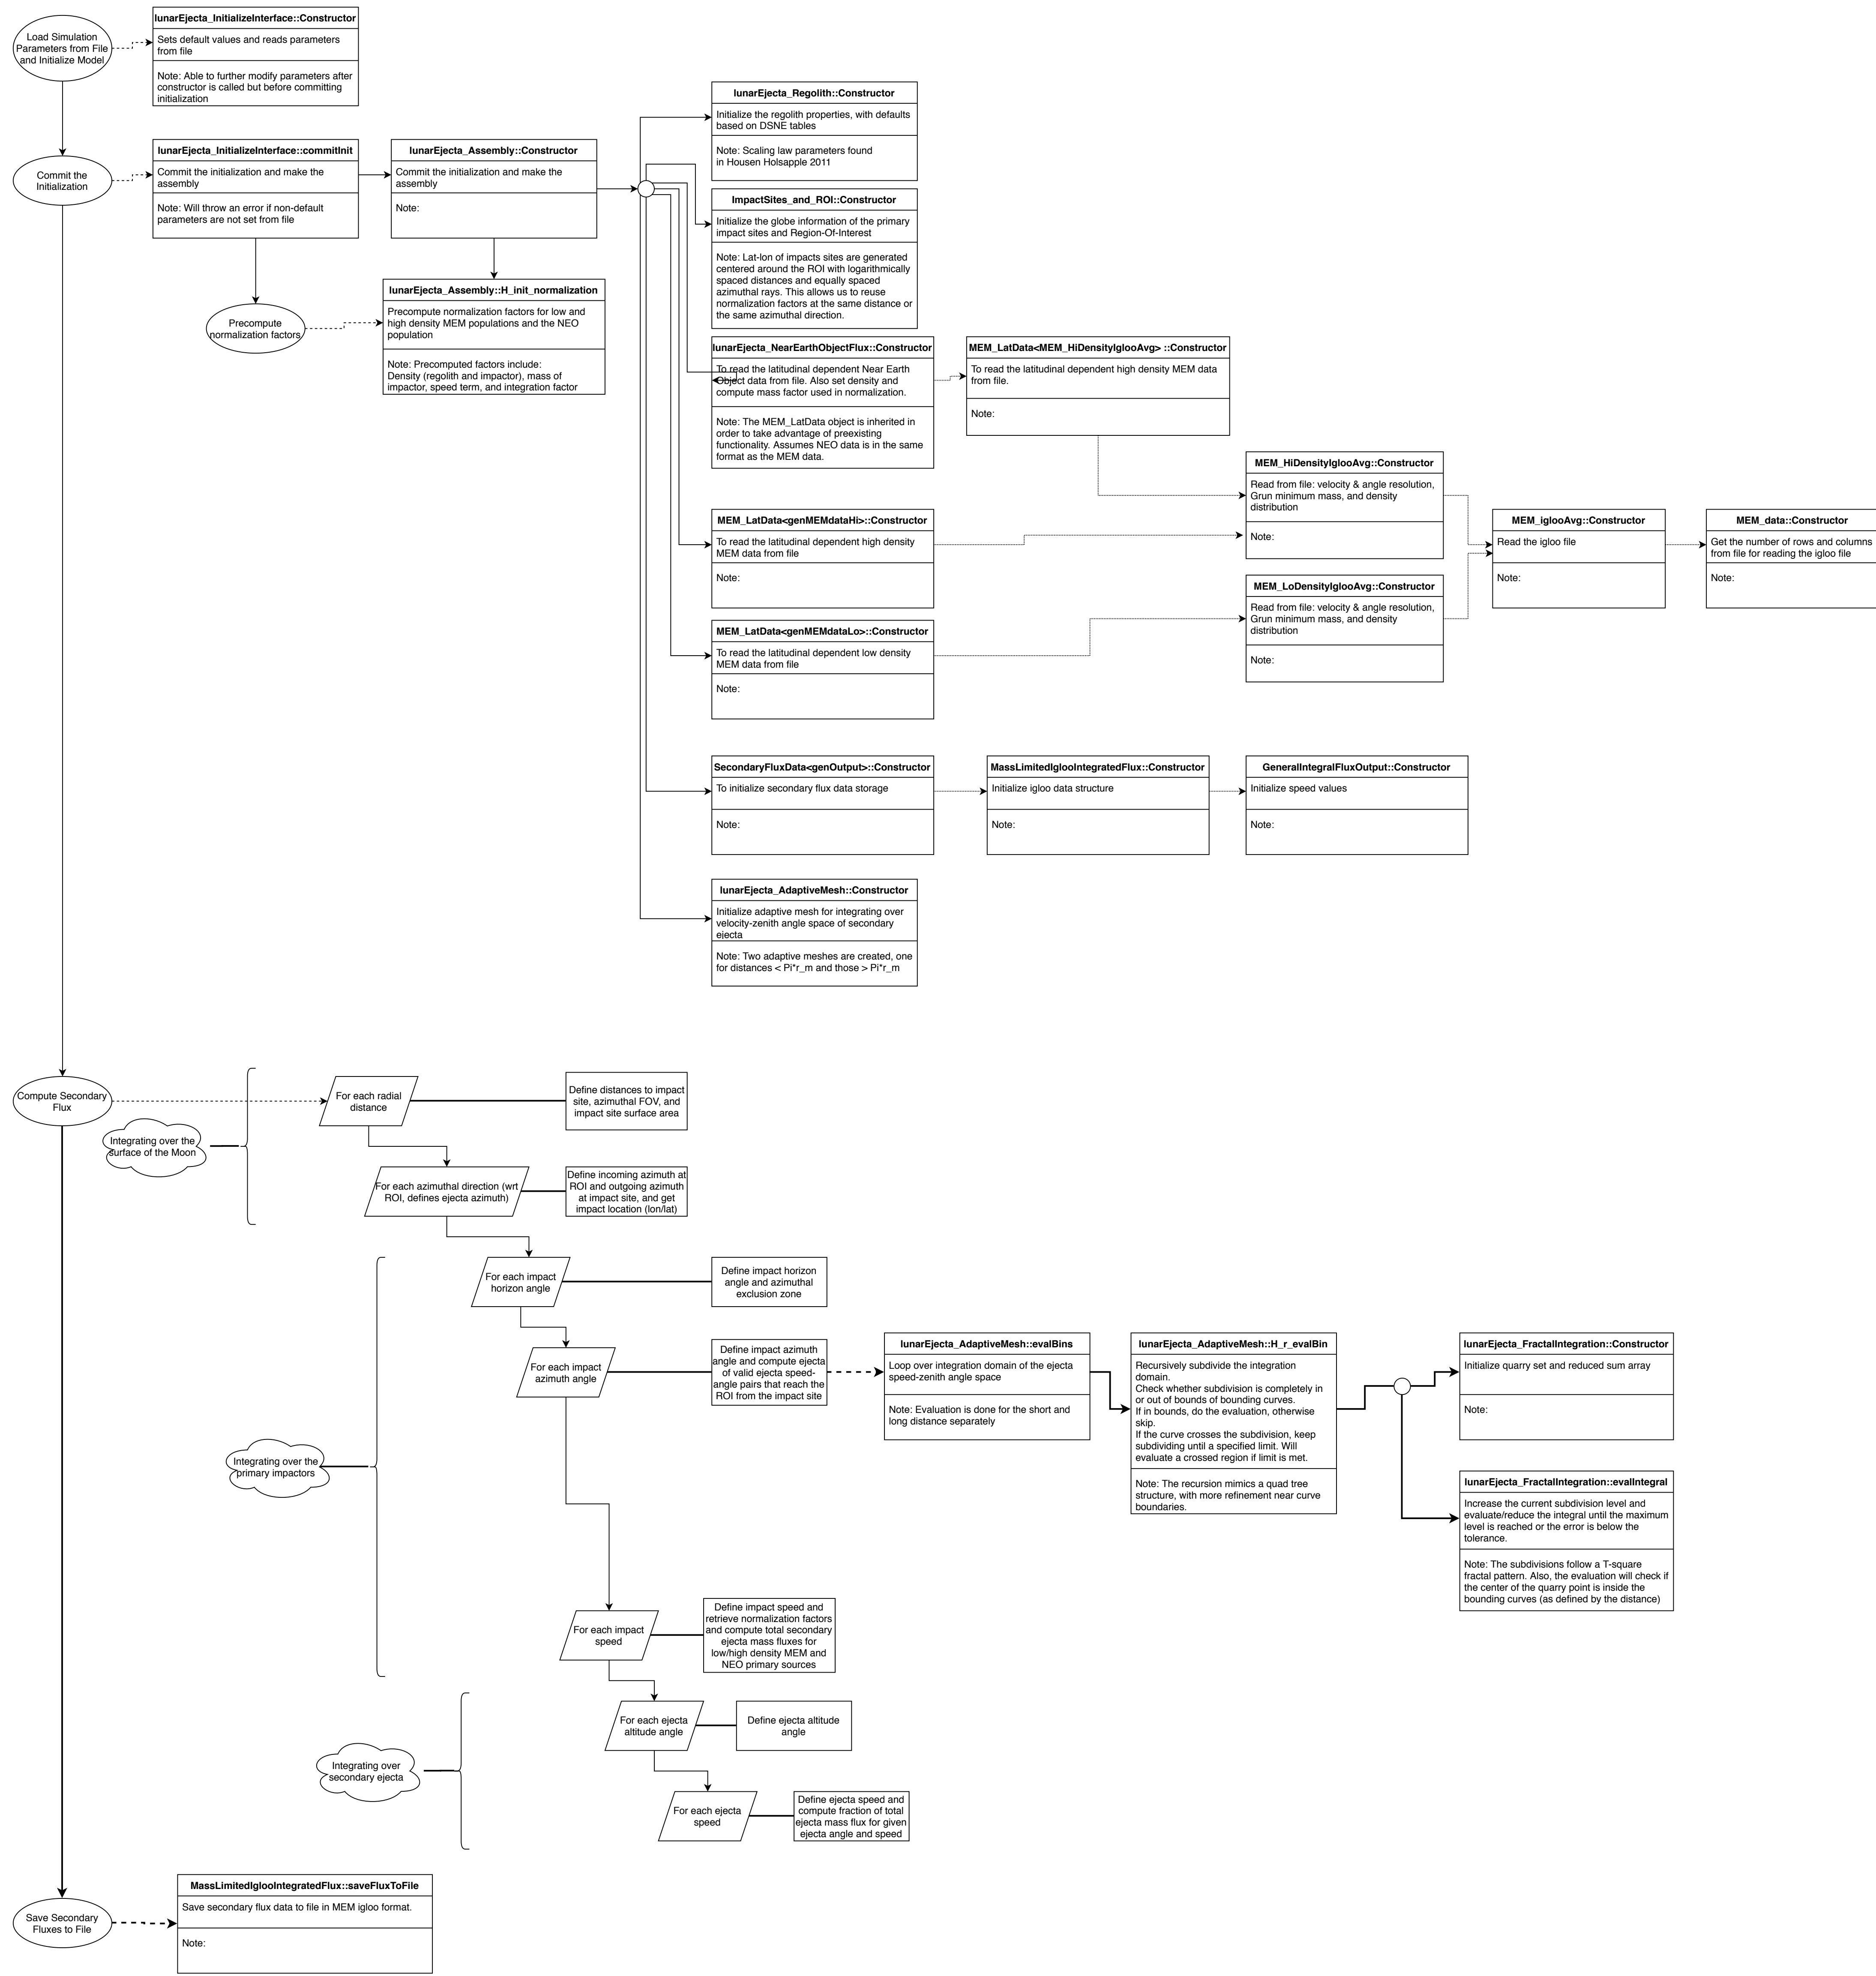 Load Simulation
Parameters from File
and Initialize Model
lunarEjecta_InitializeInterface::Constructor
Sets default values and reads parameters
from file
Note: Able to further modify parameters after
constructor is called but before committing
initialization
Commit the
Initialization
lunarEjecta_InitializeInterface::commitInit
Commit the initialization and make the
assembly
Note: Will throw an error if non-default
parameters are not set from file
lunarEjecta_Assembly::Constructor
Commit the initialization and make the
assembly
Note:
Precompute
normalization factors
lunarEjecta_Assembly::H_init_normalization
Precompute normalization factors for low and
high density MEM populations and the NEO
population
Note: Precomputed factors include:
Density (regolith and impactor), mass of
impactor, speed term, and integration factor
lunarEjecta_Regolith::Constructor
Initialize the regolith properties, with defaults
based on DSNE tables
Note: Scaling law parameters found
in Housen Holsapple 2011
ImpactSites_and_ROI::Constructor
Initialize the globe information of the primary
impact sites and Region-Of-Interest
Note: Lat-lon of impacts sites are generated
centered around the ROI with logarithmically
spaced distances and equally spaced
azimuthal rays. This allows us to reuse
normalization factors at the same distance or
the same azimuthal direction.
lunarEjecta_NearEarthObjectFlux::Constructor
To read the latitudinal dependent Near Earth
Object data from file. Also set density and
compute mass factor used in normalization.
Note: The MEM_LatData object is inherited in
order to take advantage of preexisting
functionality. Assumes NEO data is in the same
format as the MEM data.
MEM_LatData<MEM_HiDensityIglooAvg> ::Constructor
To read the latitudinal dependent high density MEM data
from file.
Note:
MEM_HiDensityIglooAvg::Constructor
Read from file: velocity & angle resolution,
Grun minimum mass, and density
distribution
Note:
MEM_LatData<genMEMdataHi>::Constructor
To read the latitudinal dependent high density
MEM data from file
Note:
MEM_iglooAvg::Constructor
Read the igloo file
Note:
MEM_data::Constructor
Get the number of rows and columns
from file for reading the igloo file
Note:
MEM_LoDensityIglooAvg::Constructor
Read from file: velocity & angle resolution,
Grun minimum mass, and density
distribution
Note:
MEM_LatData<genMEMdataLo>::Constructor
To read the latitudinal dependent low density
MEM data from file
Note:
SecondaryFluxData<genOutput>::Constructor
To initialize secondary flux data storage
Note:
MassLimitedIglooIntegratedFlux::Constructor
Initialize igloo data structure
Note:
GeneralIntegralFluxOutput::Constructor
Initialize speed values
Note:
lunarEjecta_AdaptiveMesh::Constructor
Initialize adaptive mesh for integrating over
velocity-zenith angle space of secondary
ejecta
Note: Two adaptive meshes are created, one
for distances < Pi*r_m and those > Pi*r_m
Compute Secondary
Flux
Integrating over the
surface of the Moon
For each radial
distance
Define distances to impact
site, azimuthal FOV, and
impact site surface area
For each azimuthal direction (wrt
ROI, defines ejecta azimuth)
Define incoming azimuth at
ROI and outgoing azimuth
at impact site, and get
impact location (lon/lat)
For each impact
horizon angle
Define impact horizon
angle and azimuthal
exclusion zone
For each impact
azimuth angle
Define impact azimuth
angle and compute ejecta
of valid ejecta speed-
angle pairs that reach the
ROI from the impact site
lunarEjecta_AdaptiveMesh::evalBins
Loop over integration domain of the ejecta
speed-zenith angle space
Note: Evaluation is done for the short and
long distance separately
lunarEjecta_AdaptiveMesh::H_r_evalBin
Recursively subdivide the integration
domain.
Check whether subdivision is completely in
or out of bounds of bounding curves.
If in bounds, do the evaluation, otherwise
skip.
If the curve crosses the subdivision, keep
subdividing until a specified limit. Will
evaluate a crossed region if limit is met.
Note: The recursion mimics a quad tree
structure, with more refinement near curve
boundaries.
lunarEjecta_FractalIntegration::Constructor
Initialize quarry set and reduced sum array
Note:
lunarEjecta_FractalIntegration::evalIntegral
Increase the current subdivision level and
evaluate/reduce the integral until the maximum
level is reached or the error is below the
tolerance.
Note: The subdivisions follow a T-square
fractal pattern. Also, the evaluation will check if
the center of the quarry point is inside the
bounding curves (as defined by the distance)
Integrating over the
primary impactors
For each impact
speed
Define impact speed and
retrieve normalization factors
and compute total secondary
ejecta mass fluxes for
low/high density MEM and
NEO primary sources
For each ejecta
altitude angle
Define ejecta altitude
angle
Integrating over
secondary ejecta
For each ejecta
speed
Define ejecta speed and
compute fraction of total
ejecta mass flux for given
ejecta angle and speed
Save Secondary
Fluxes to File
MassLimitedIglooIntegratedFlux::saveFluxToFile
Save secondary flux data to file in MEM igloo format.
Note: